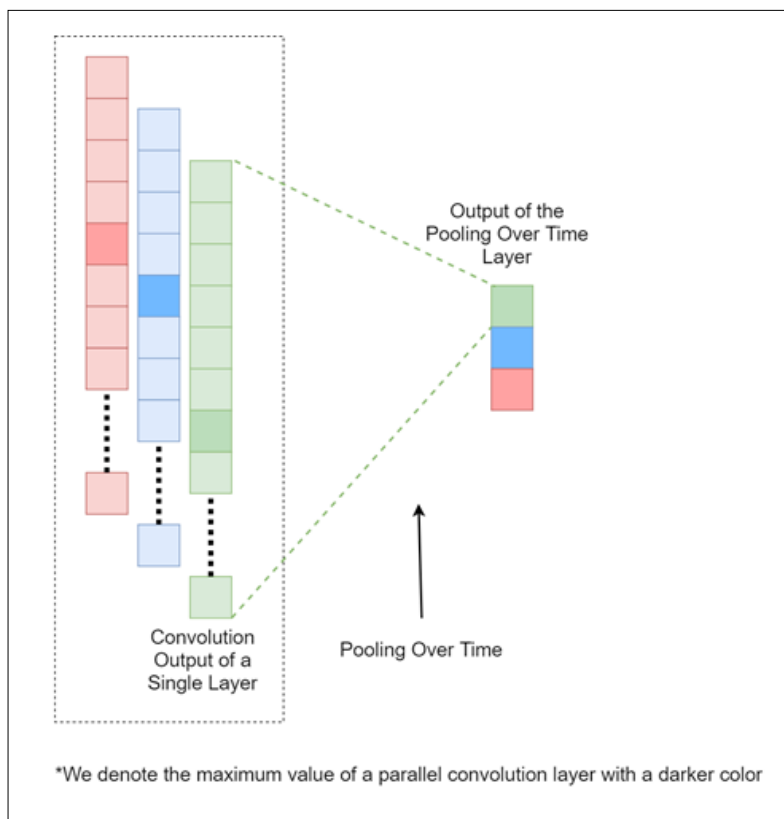 Output of the
Pooling Over Time
Layer
Convolution
Output of a
Single Layer
Pooling Over Time
*We denote the maximum value of a parallel convolution layer with a darker color